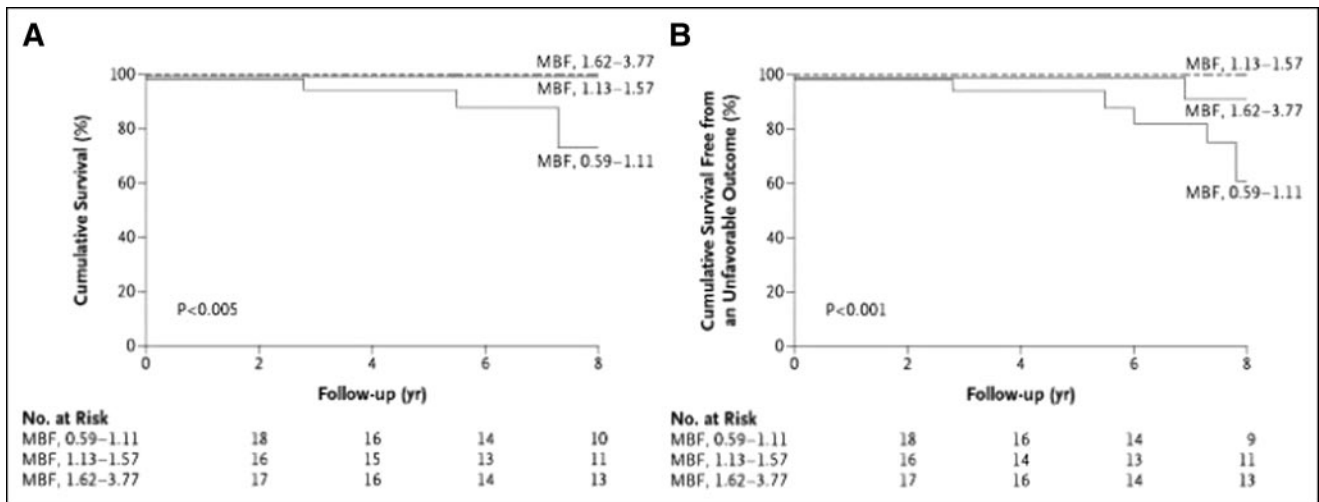 A
Cumulative Survival (%)
100
80
60
40
20
0
MBF, 1.62–3.77
MBF, 1.13–1.57
MBF, 0.59–1.11
P<0.005
0 2 4 6 8
Follow-up (yr)
No. at Risk
MBF, 0.59–1.11 18 16 14 10
MBF, 1.13–1.57 16 15 13 11
MBF, 1.62–3.77 17 16 14 13
B
Cumulative Survival Free from
an Unfavorable Outcome (%)
100
80
60
40
20
0
MBF, 1.13–1.57
MBF, 1.62–3.77
MBF, 0.59–1.11
P<0.001
0 2 4 6 8
Follow-up (yr)
No. at Risk
MBF, 0.59–1.11 18 16 14 9
MBF, 1.13–1.57 16 14 13 11
MBF, 1.62–3.77 17 16 14 13